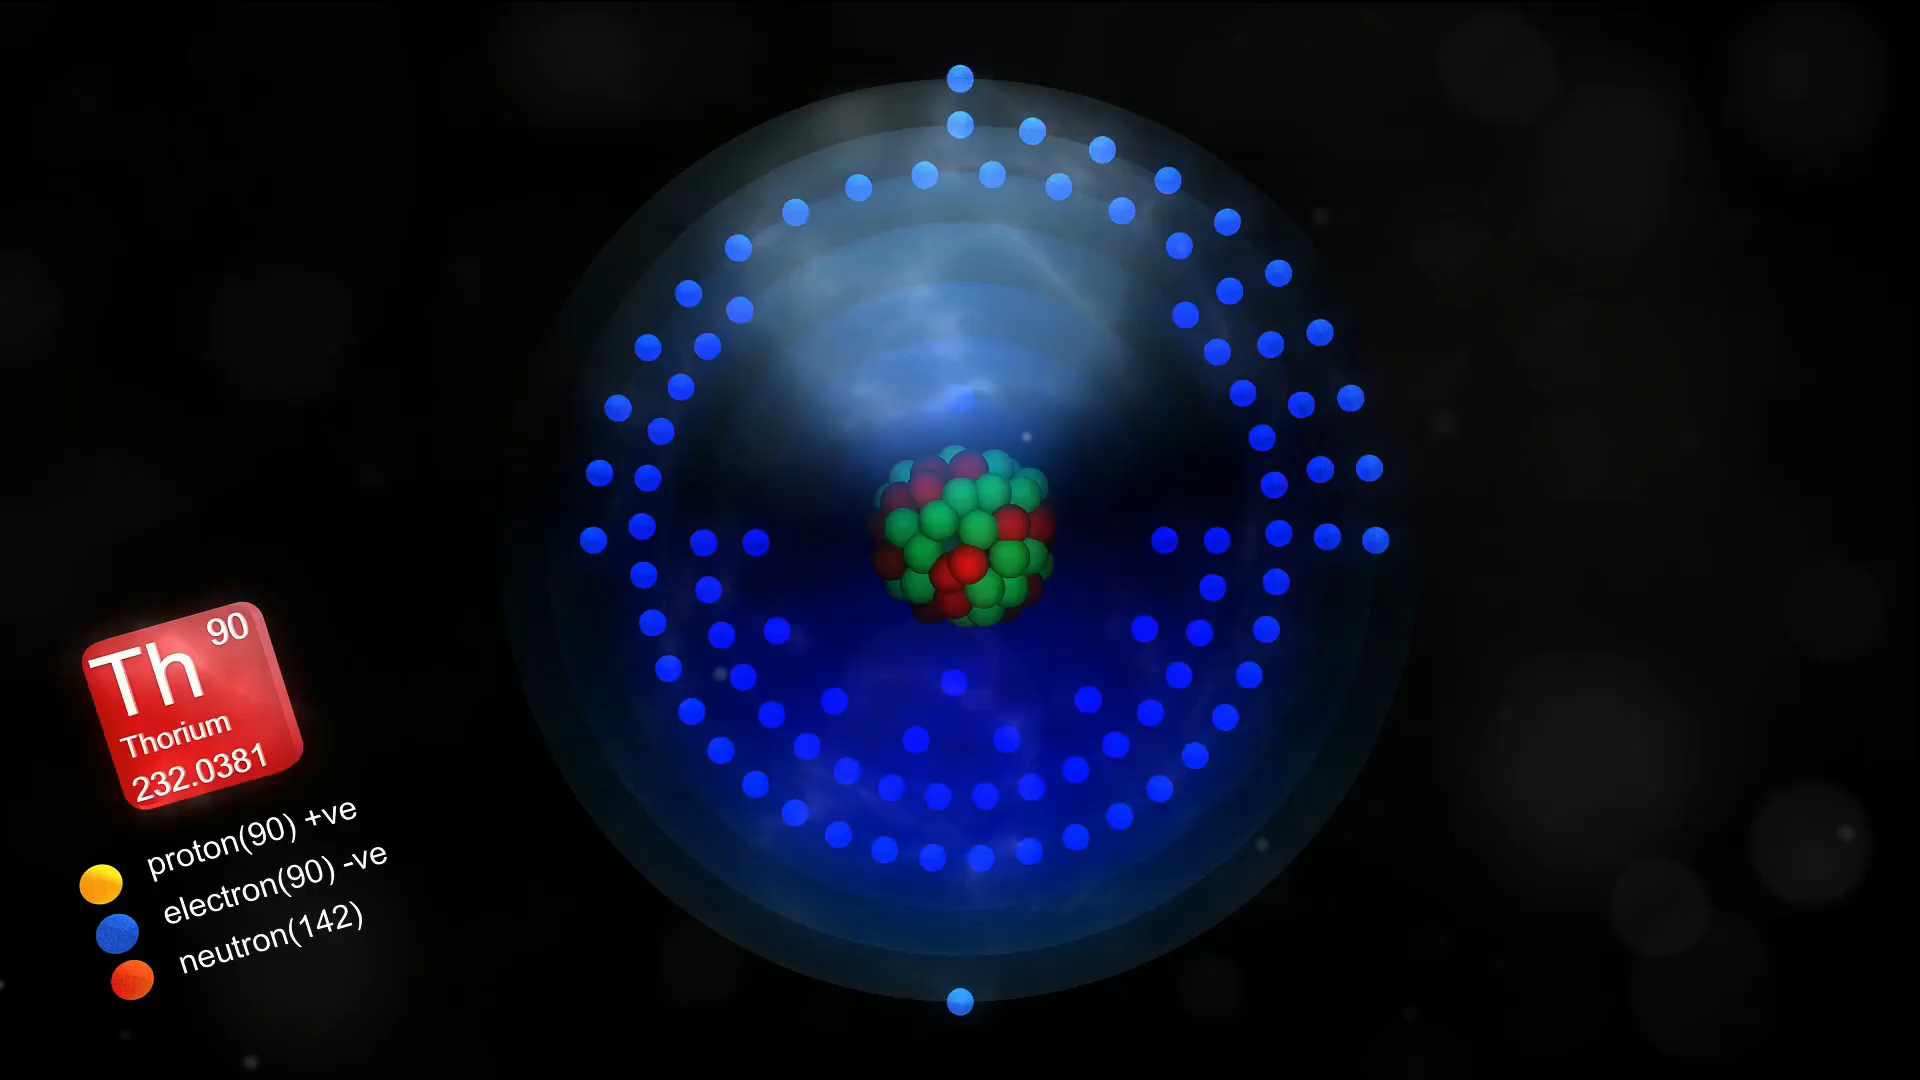 90
Th
Thorium
232.0381
proton(90) +ve
electron(90) -ve
neutron(142)